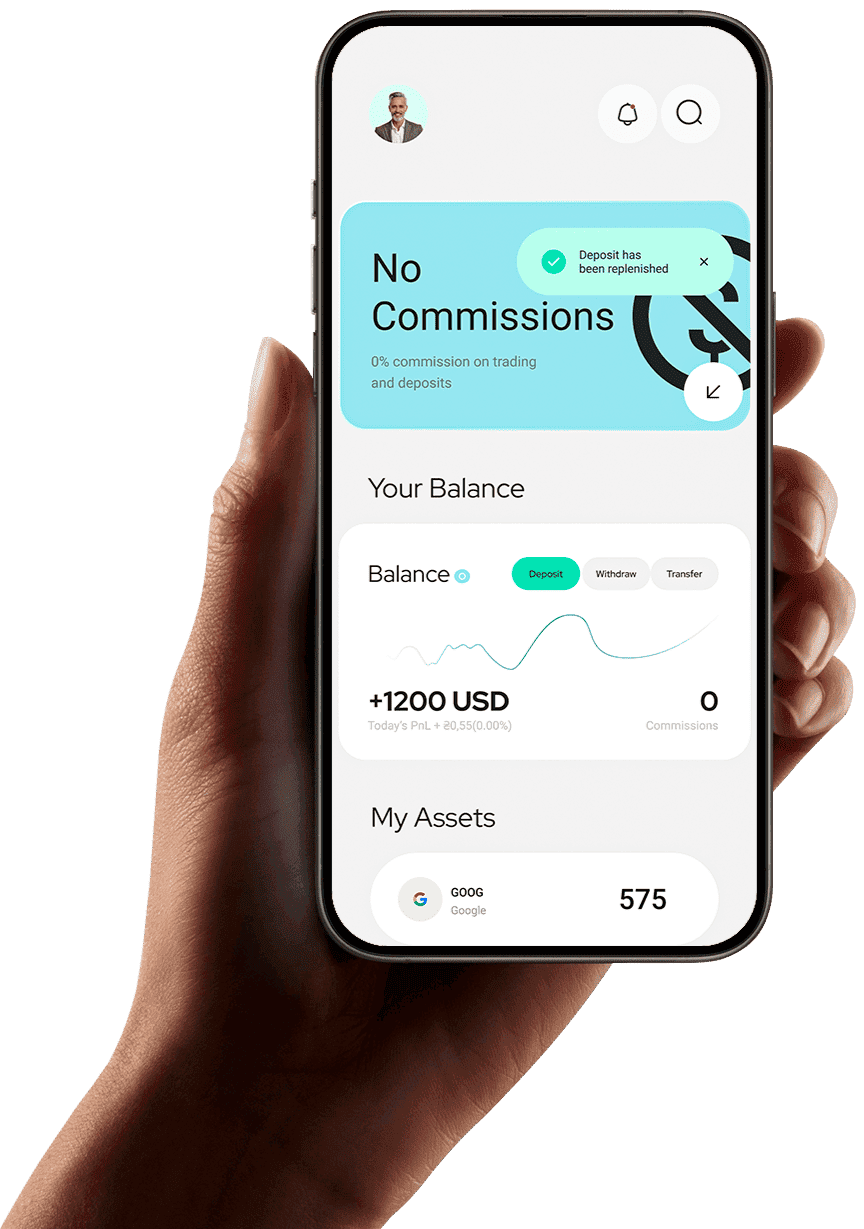 Deposit has
been replenished
No
Commissions
0% commission on trading
and deposits
Your Balance
Balance
Deposit
Withdraw
Transfer
+1200 USD
0
Today's PnL + ₴0,55(0.00%)
Commissions
My Assets
GOOG
Google
575